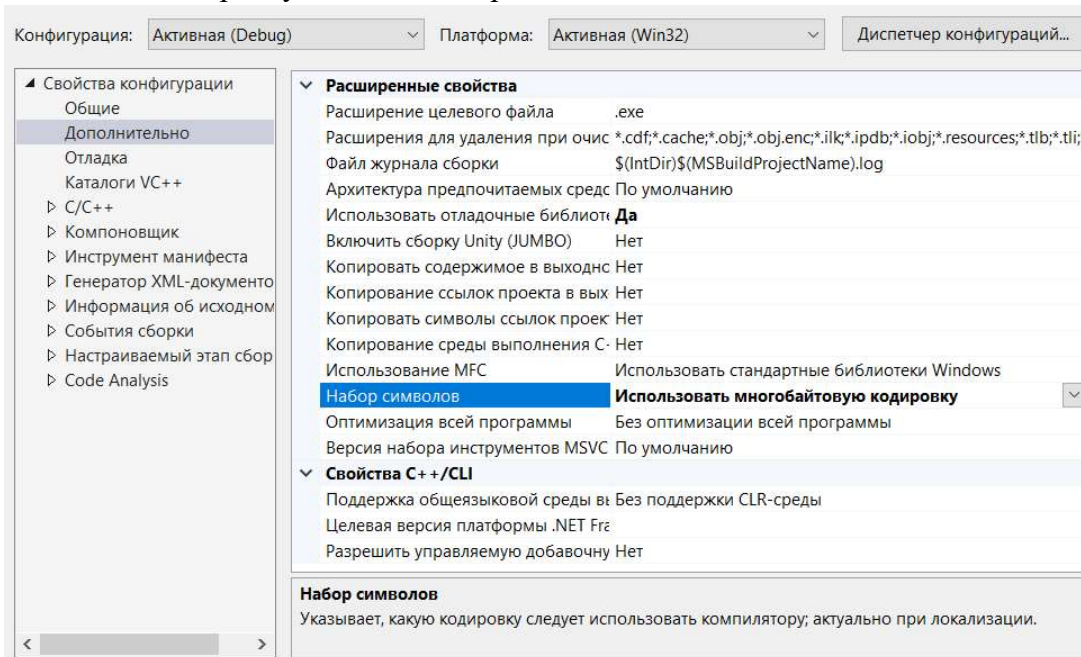 Конфигурация: Активная (Debug) Платформа: Активная (Win32) Диспетчер конфигураций...
Свойства конфигурации
Общие
Дополнительно
Отладка
Каталоги VC++
C/C++
Компоновщик
Инструмент манифеста
Генератор XML-документо
Информация об исходном
События сборки
Настраиваемый этап сбор
Code Analysis
Расширенные свойства
Расширение целевого файла .exe
Расширения для удаления при очис *.cdf;*.cache;*.obj;*.obj.enc;*.ilk;*.ipdb;*.iobj;*.resources;*.tlb;*.tli;
Файл журнала сборки $(IntDir)$(MSBuildProjectName).log
Архитектура предпочитаемых средс По умолчанию
Использовать отладочные библиоте Да
Включить сборку Unity (JUMBO) Нет
Копировать содержимое в выходно Нет
Копирование ссылок проекта в вых Нет
Копировать символы ссылок проек Нет
Копирование среды выполнения C- Нет
Использование MFC Использовать стандартные библиотеки Windows
Набор символов Использовать многобайтовую кодировку
Оптимизация всей программы Без оптимизации всей программы
Версия набора инструментов MSVC По умолчанию
Свойства C++/CLI
Поддержка общеязыковой среды вы Без поддержки CLR-среды
Целевая версия платформы .NET Fra
Разрешить управляемую добавочну Нет
Набор символов
Указывает, какую кодировку следует использовать компилятору; актуально при локализации.